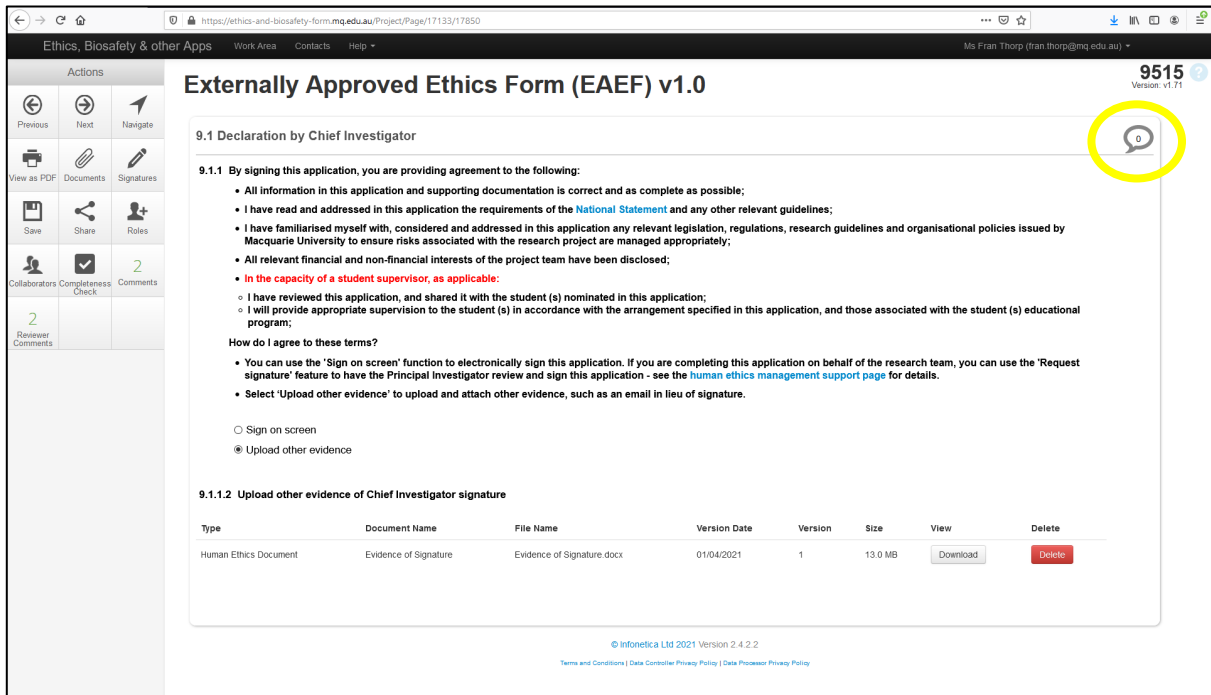 https://ethics-and-biosafety-form.mq.edu.au/Project/Page/17133/17850
Ethics, Biosafety & other Apps Work Area Contacts Help Ms Fran Thorp (fran.thorp@mq.edu.au)
Actions
Previous Next Navigate
View as PDF Documents Signatures
Save Share Roles
Collaborators Completeness Check 2 Comments
2 Reviewer Comments
Externally Approved Ethics Form (EAEF) v1.0
9515 ?
Version: v1.71
9.1 Declaration by Chief Investigator
0
9.1.1 By signing this application, you are providing agreement to the following:
• All information in this application and supporting documentation is correct and as complete as possible;
• I have read and addressed in this application the requirements of the National Statement and any other relevant guidelines;
• I have familiarised myself with, considered and addressed in this application any relevant legislation, regulations, research guidelines and organisational policies issued by
Macquarie University to ensure risks associated with the research project are managed appropriately;
• All relevant financial and non-financial interests of the project team have been disclosed;
• In the capacity of a student supervisor, as applicable:
○ I have reviewed this application, and shared it with the student (s) nominated in this application;
○ I will provide appropriate supervision to the student (s) in accordance with the arrangement specified in this application, and those associated with the student (s) educational
program;
How do I agree to these terms?
• You can use the 'Sign on screen' function to electronically sign this application. If you are completing this application on behalf of the research team, you can use the 'Request
signature' feature to have the Principal Investigator review and sign this application - see the human ethics management support page for details.
• Select ‘Upload other evidence’ to upload and attach other evidence, such as an email in lieu of signature.
Sign on screen
Upload other evidence
9.1.1.2 Upload other evidence of Chief Investigator signature
Type Document Name File Name Version Date Version Size View Delete
Human Ethics Document Evidence of Signature Evidence of Signature.docx 01/04/2021 1 13.0 MB Download Delete
© Infonetica Ltd 2021 Version 2.4.2.2
Terms and Conditions | Data Controller Privacy Policy | Data Processor Privacy Policy